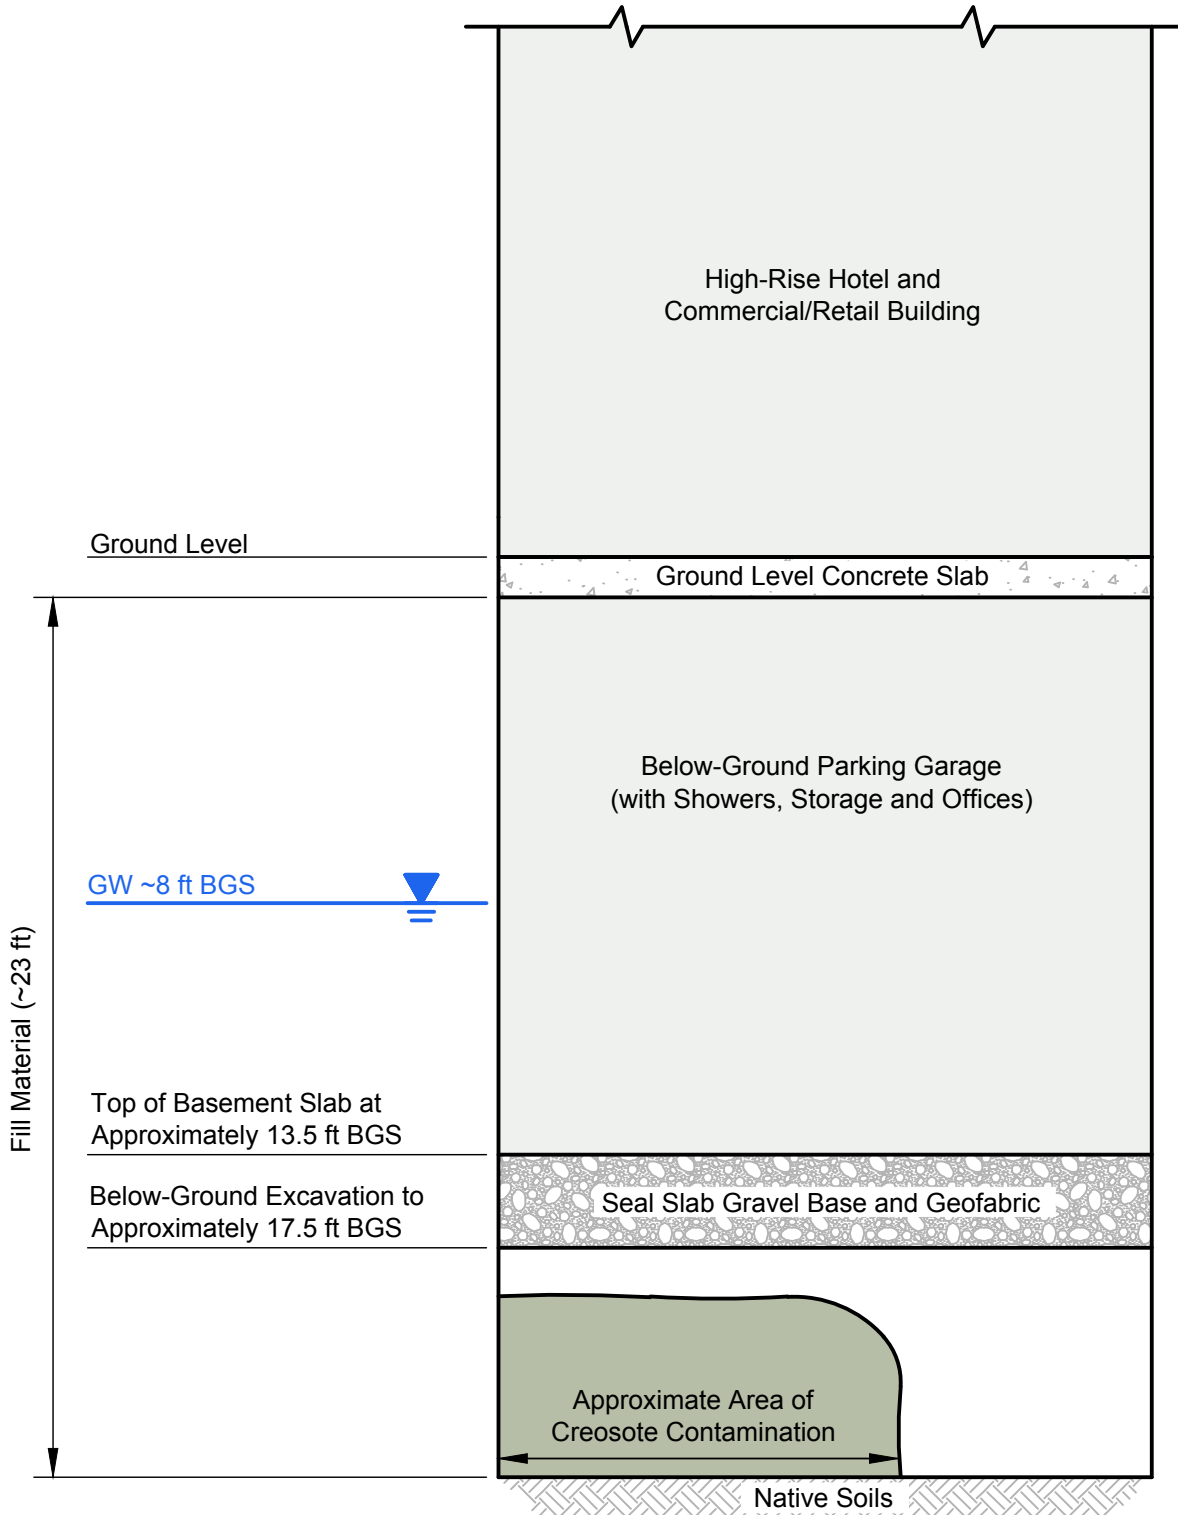 High-Rise Hotel and
Commercial/Retail Building
Ground Level
Ground Level Concrete Slab
Below-Ground Parking Garage
(with Showers, Storage and Offices)
GW ~8 ft BGS
Fill Material (~23 ft)
Top of Basement Slab at
Approximately 13.5 ft BGS
Below-Ground Excavation to
Approximately 17.5 ft BGS
Seal Slab Gravel Base and Geofabric
Approximate Area of
Creosote Contamination
Native Soils